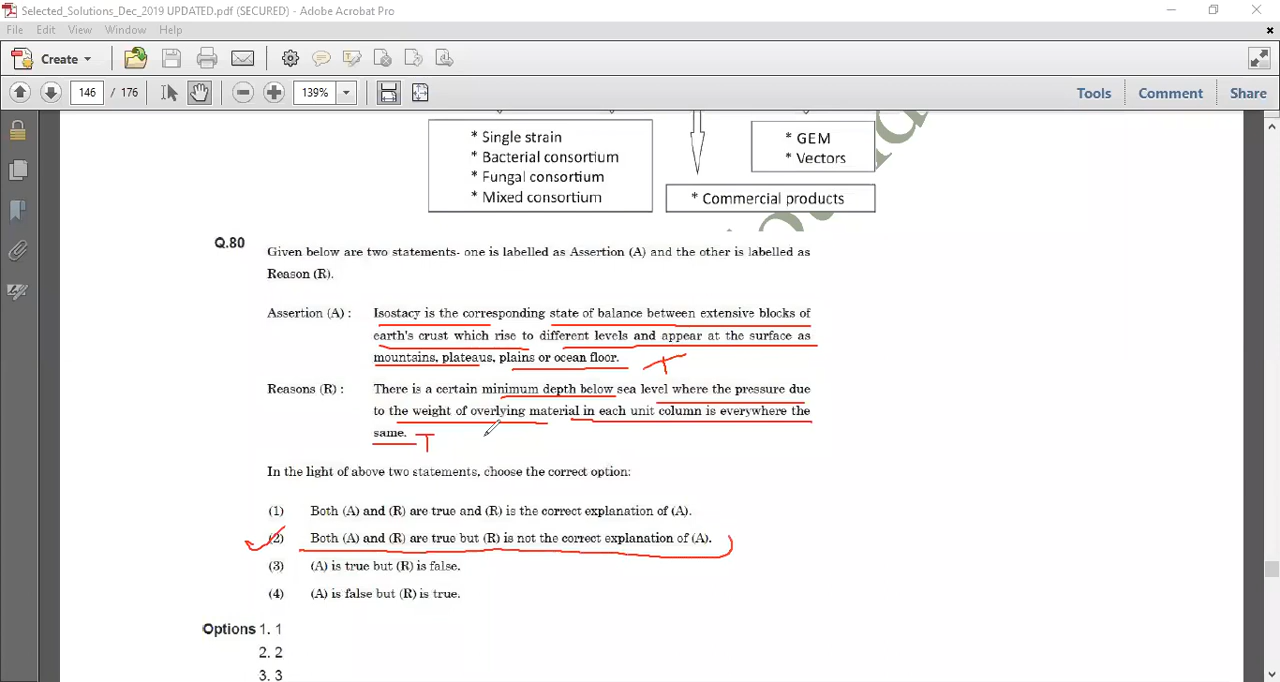 Selected_Solutions_Dec_2019 UPDATED.pdf (SECURED) - Adobe Acrobat Pro
File Edit View Window Help
Create
146 / 176 139% Tools Comment Share
* Single strain
* Bacterial consortium
* Fungal consortium
* Mixed consortium
* GEM
* Vectors
* Commercial products
Q.80
Given below are two statements- one is labelled as Assertion (A) and the other is labelled as
Reason (R).
Assertion (A) : Isostacy is the corresponding state of balance between extensive blocks of
earth's crust which rise to different levels and appear at the surface as
mountains, plateaus, plains or ocean floor. T
Reasons (R) : There is a certain minimum depth below sea level where the pressure due
to the weight of overlying material in each unit column is everywhere the
same. T
In the light of above two statements, choose the correct option:
(1) Both (A) and (R) are true and (R) is the correct explanation of (A).
(2) Both (A) and (R) are true but (R) is not the correct explanation of (A).
(3) (A) is true but (R) is false.
(4) (A) is false but (R) is true.
Options 1. 1
2. 2
3. 3